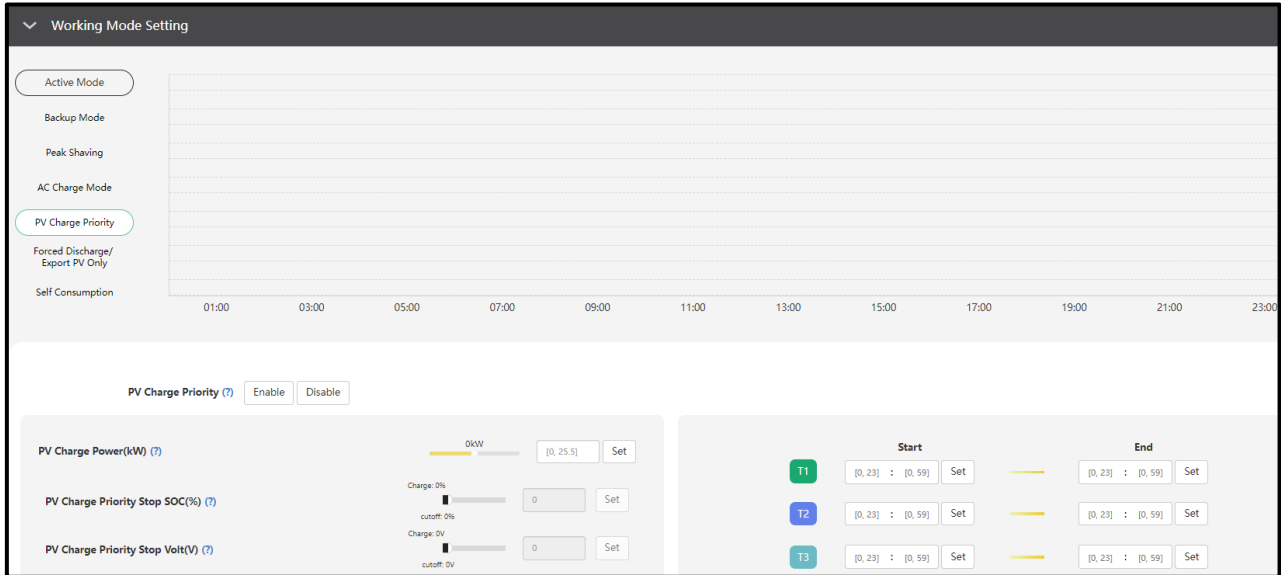 Working Mode Setting
Active Mode
Backup Mode
Peak Shaving
AC Charge Mode
PV Charge Priority
Forced Discharge/
Export PV Only
Self Consumption
01:00 03:00 05:00 07:00 09:00 11:00 13:00 15:00 17:00 19:00 21:00 23:00
PV Charge Priority (?) Enable Disable
PV Charge Power(kW) (?) 0kW [0, 25.5] Set
PV Charge Priority Stop SOC(%) (?) Charge: 0% cutoff: 0% 0 Set
PV Charge Priority Stop Volt(V) (?) Charge: 0V cutoff: 0V 0 Set
Start End
T1 [0, 23] : [0, 59] Set [0, 23] : [0, 59] Set
T2 [0, 23] : [0, 59] Set [0, 23] : [0, 59] Set
T3 [0, 23] : [0, 59] Set [0, 23] : [0, 59] Set